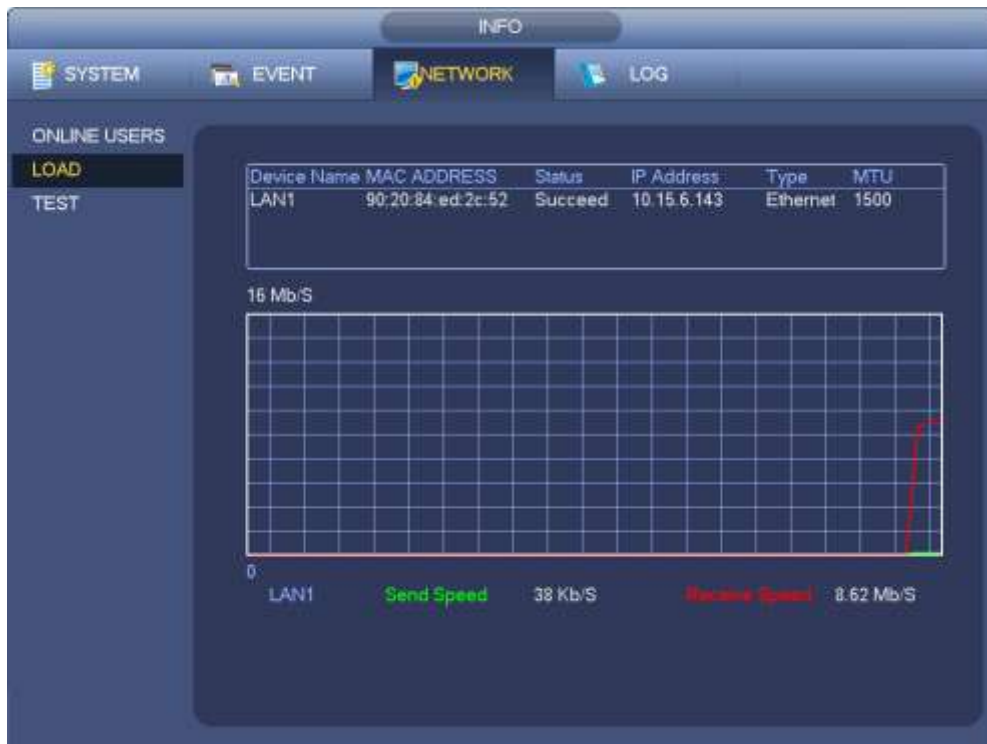 INFO
SYSTEM EVENT NETWORK LOG
ONLINE USERS
LOAD
TEST
Device Name MAC ADDRESS Status IP Address Type MTU
LAN1 90:20:84:ed:2c:52 Succeed 10.15.6.143 Ethernet 1500
16 Mb/S
0
LAN1 Send Speed 38 Kb/S Receive Speed 8.62 Mb/S